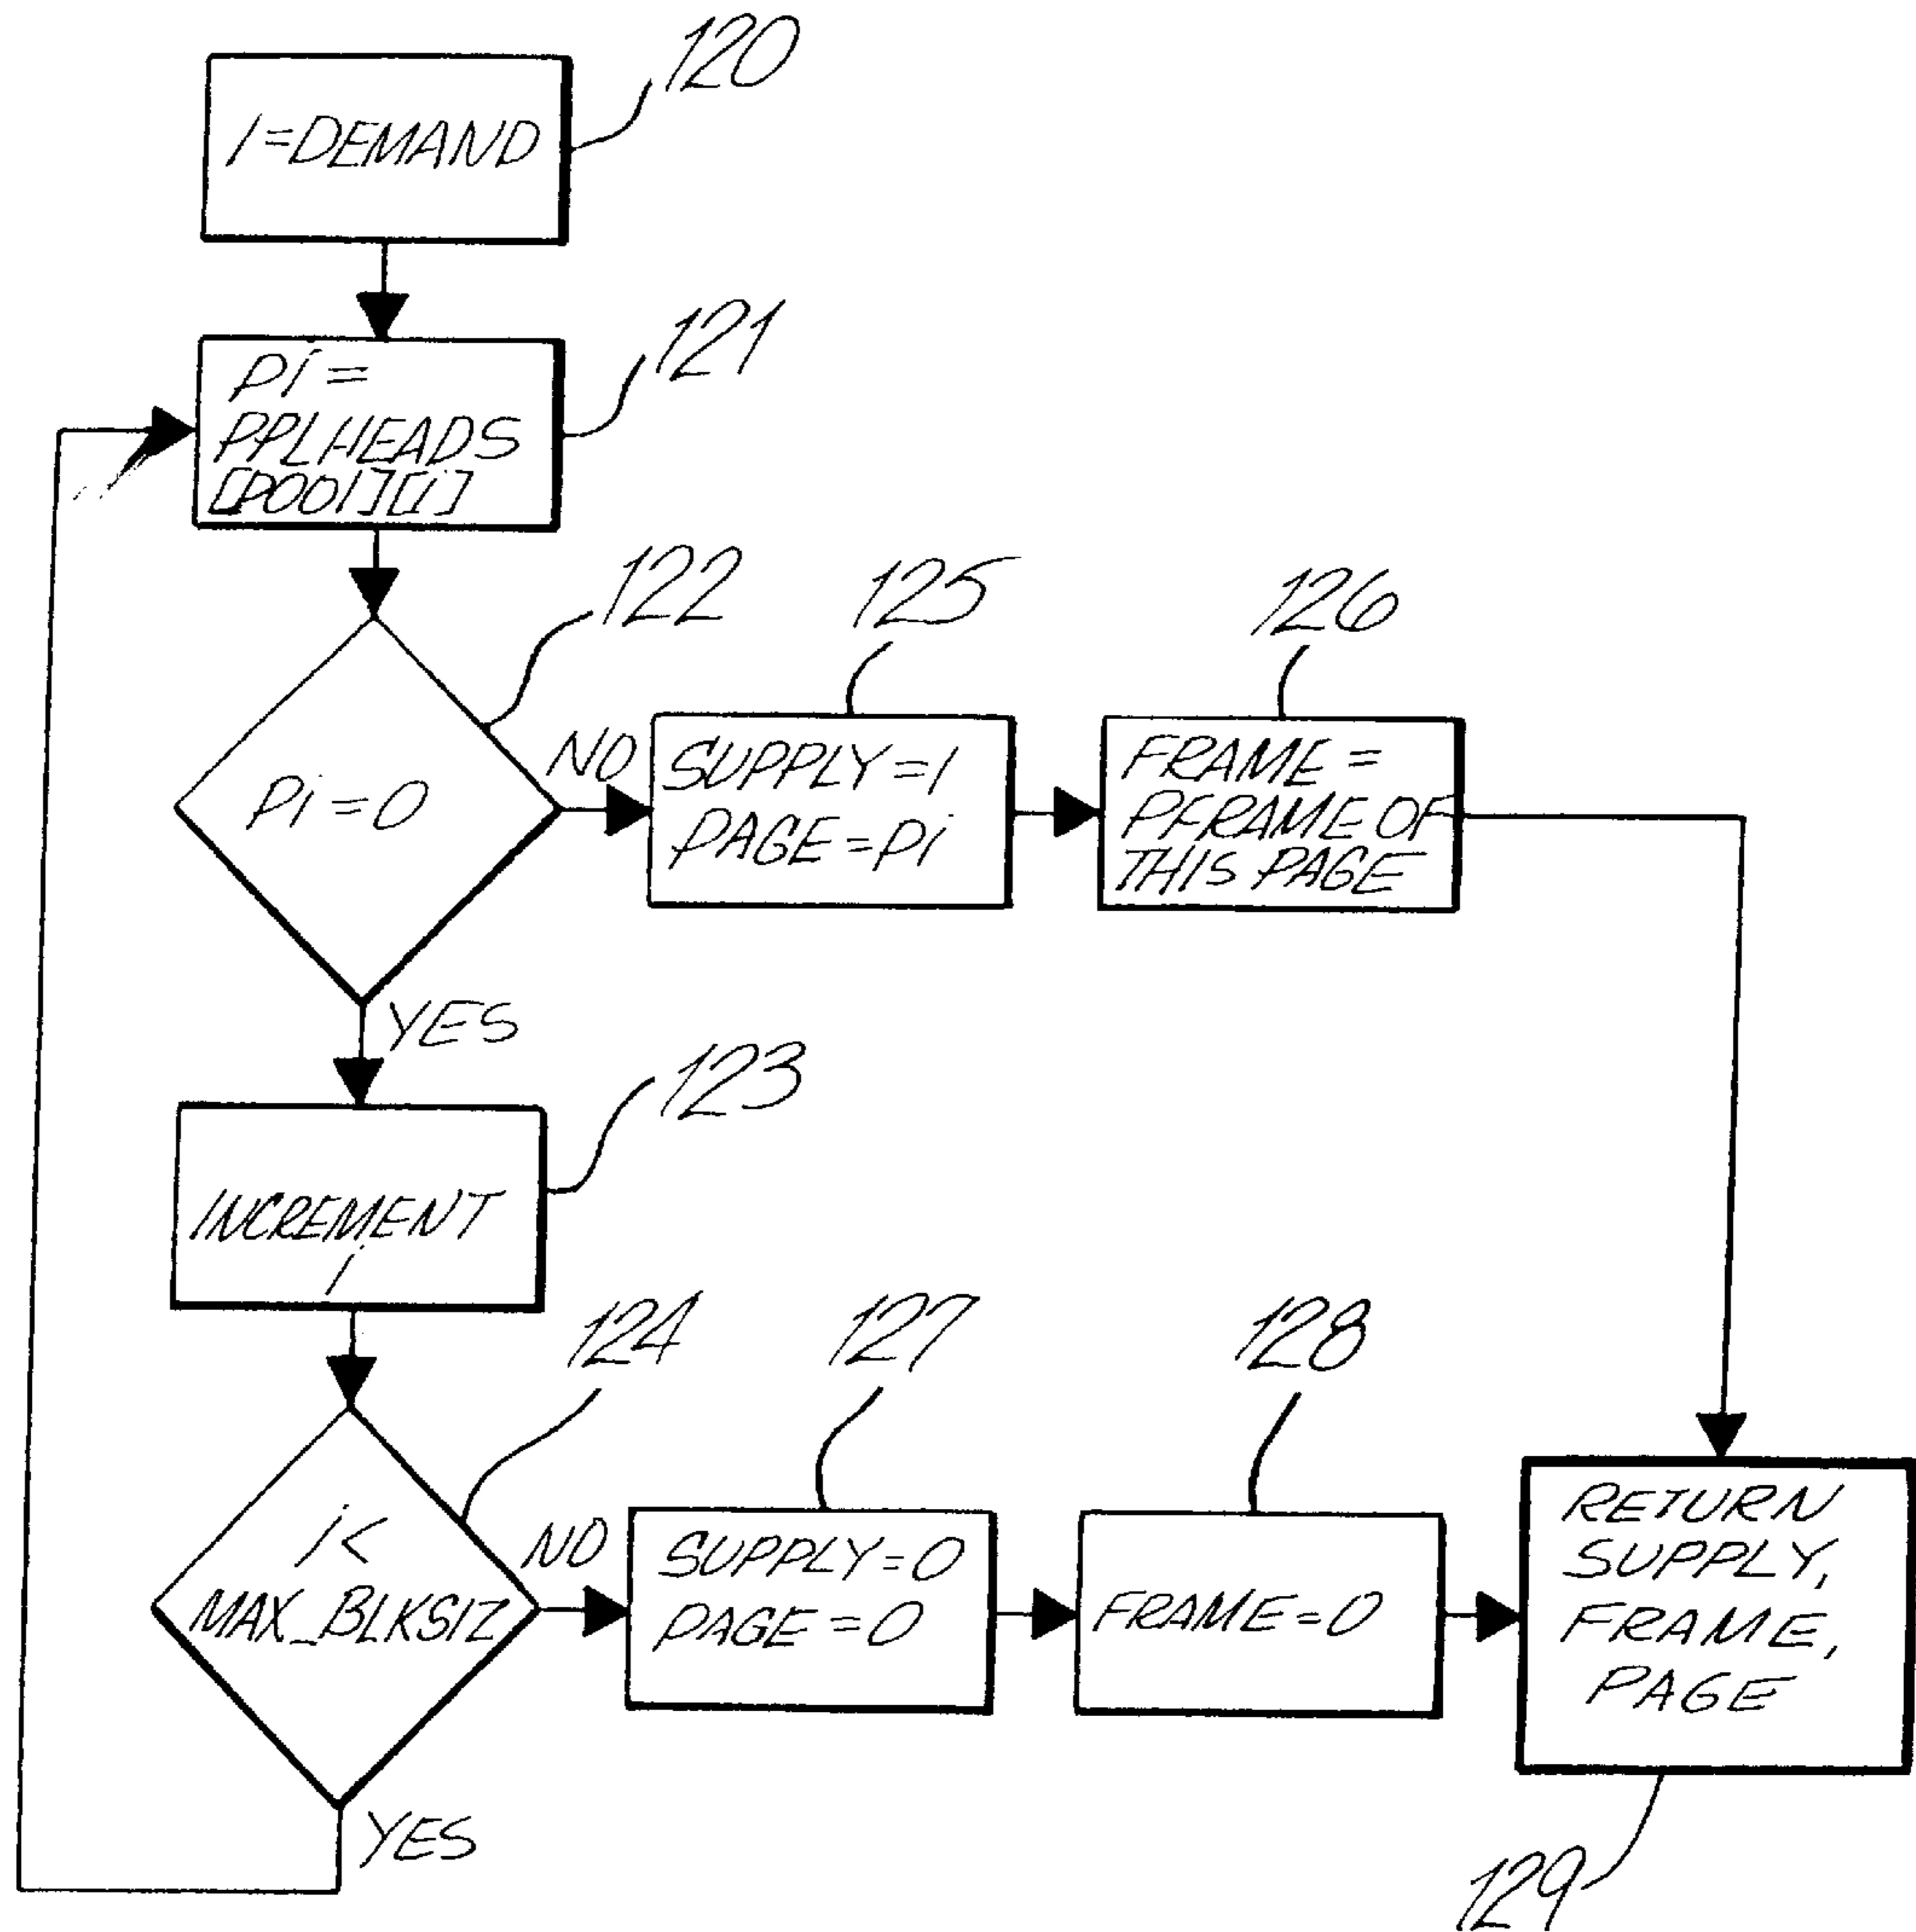 120
i=DEMAND
121
Pi=
PPLHEADS
[POOl][i]
122
125
126
Pi=0
NO
SUPPLY=i
PAGE=Pi
FRAME=
PFRAME OF
THIS PAGE
YES
123
INCREMENT
i
124
127
128
i<
MAX_BLKSIZ
NO
SUPPLY=0
PAGE=0
FRAME=0
RETURN
SUPPLY,
FRAME,
PAGE
YES
129